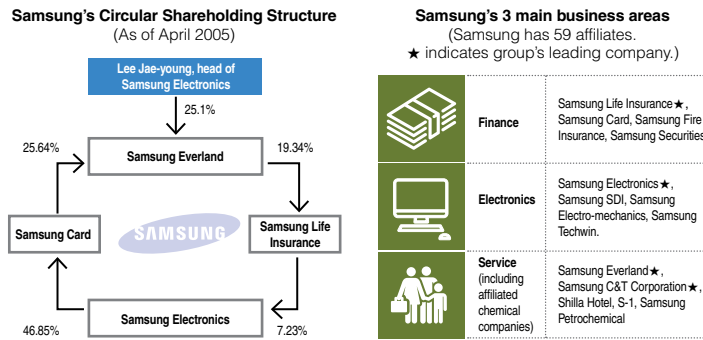 Samsung's Circular Shareholding Structure
(As of April 2005)
Lee Jae-young, head of
Samsung Electronics
25.1%
25.64%
19.34%
Samsung Everland
Samsung Card
SAMSUNG
Samsung Life
Insurance
Samsung Electronics
46.85%
7.23%
Samsung's 3 main business areas
(Samsung has 59 affiliates.
★ indicates group's leading company.)
Finance
Samsung Life Insurance★,
Samsung Card, Samsung Fire
Insurance, Samsung Securities
Electronics
Samsung Electronics★,
Samsung SDI, Samsung
Electro-mechanics, Samsung
Techwin.
Service
(including
affiliated
chemical
companies)
Samsung Everland★,
Samsung C&T Corporation★,
Shilla Hotel, S-1, Samsung
Petrochemical